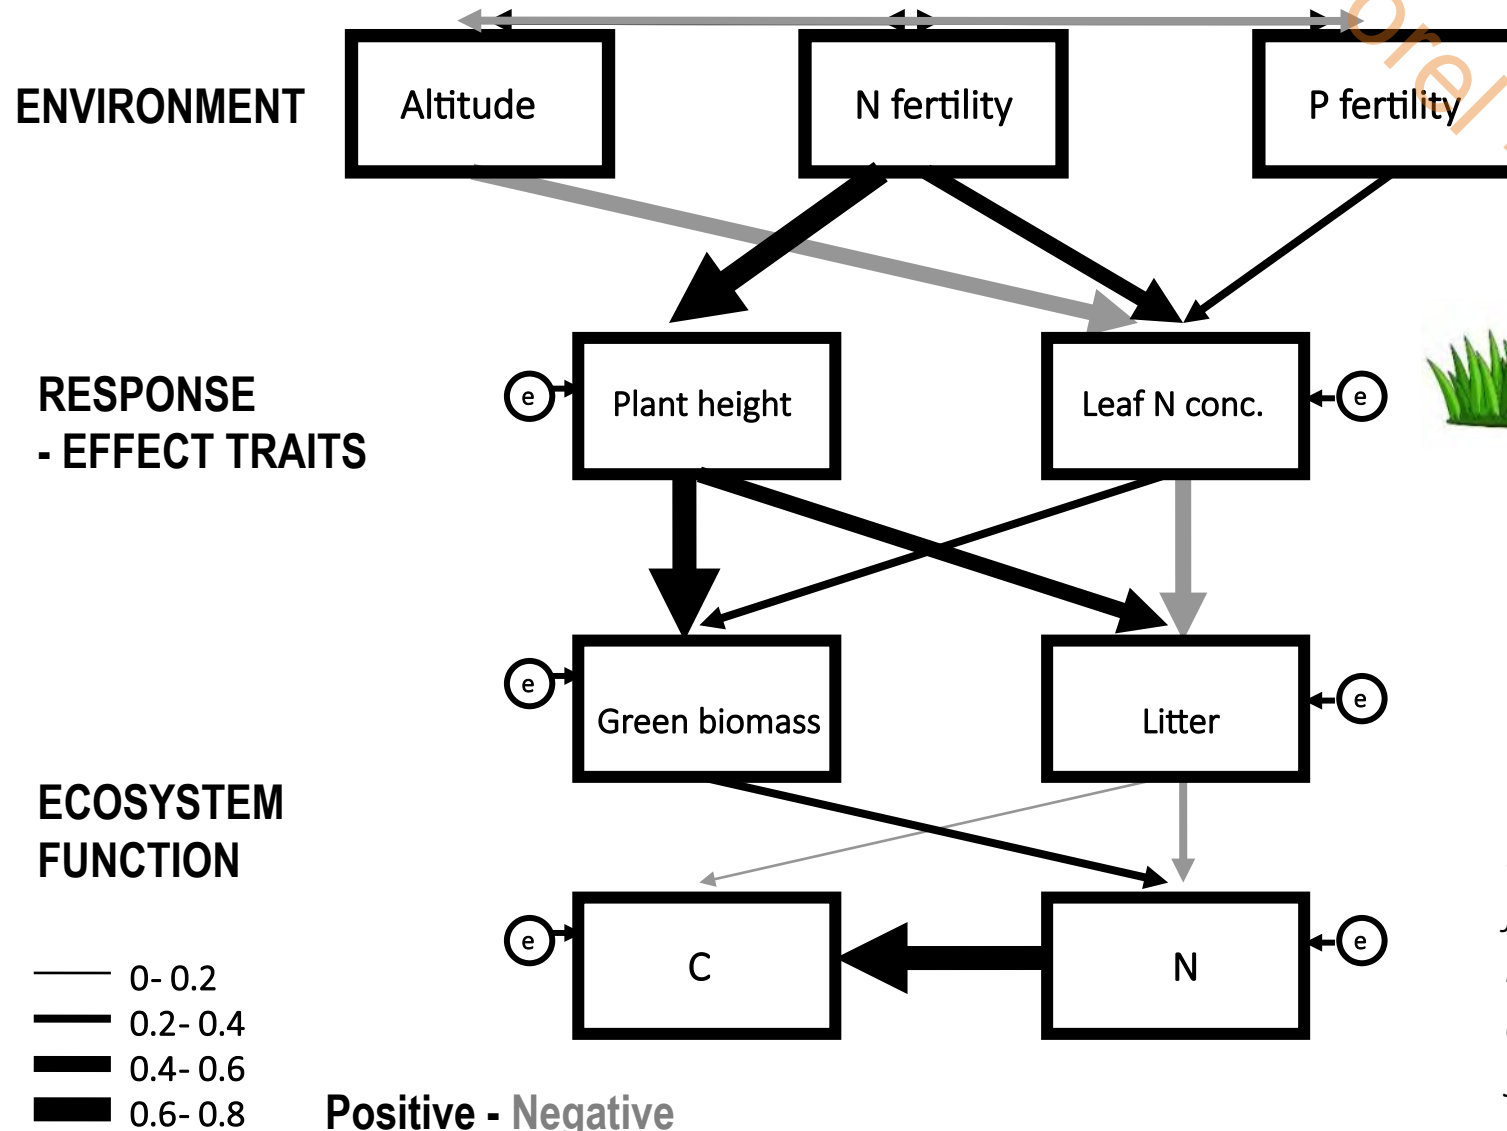 orel
ENVIRONMENT
Altitude
N fertility
P fertility
RESPONSE
- EFFECT TRAITS
e
Plant height
Leaf N conc.
e
e
Green biomass
Litter
e
ECOSYSTEM
FUNCTION
e
C
N
e
0- 0.2
0.2- 0.4
0.4- 0.6
0.6- 0.8
Positive - Negative